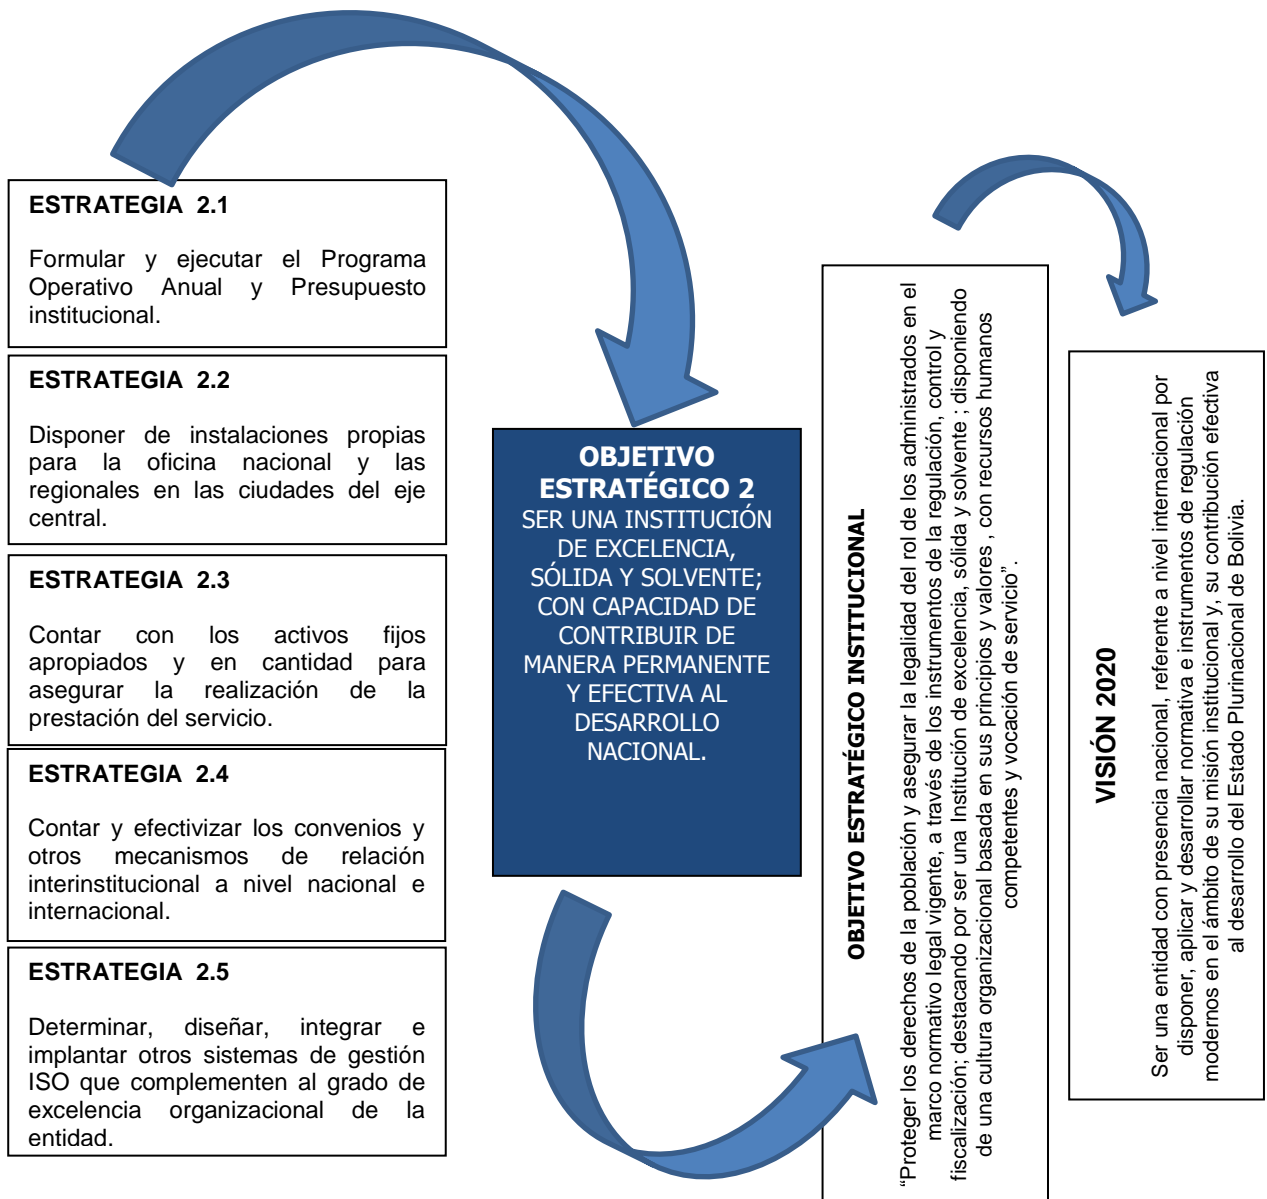 ESTRATEGIA 2.1
Formular y ejecutar el Programa
Operativo Anual y Presupuesto
institucional.
ESTRATEGIA 2.2
Disponer de instalaciones propias
para la oficina nacional y las
regionales en las ciudades del eje
central.
ESTRATEGIA 2.3
Contar con los activos fijos
apropiados y en cantidad para
asegurar la realización de la
prestación del servicio.
ESTRATEGIA 2.4
Contar y efectivizar los convenios y
otros mecanismos de relación
interinstitucional a nivel nacional e
internacional.
ESTRATEGIA 2.5
Determinar, diseñar, integrar e
implantar otros sistemas de gestión
ISO que complementen al grado de
excelencia organizacional de la
entidad.
OBJETIVO
ESTRATÉGICO 2
SER UNA INSTITUCIÓN
DE EXCELENCIA,
SÓLIDA Y SOLVENTE;
CON CAPACIDAD DE
CONTRIBUIR DE
MANERA PERMANENTE
Y EFECTIVA AL
DESARROLLO
NACIONAL.
OBJETIVO ESTRATÉGICO INSTITUCIONAL
“Proteger los derechos de la población y asegurar la legalidad del rol de los administrados en el
marco normativo legal vigente, a través de los instrumentos de la regulación, control y
fiscalización; destacando por ser una Institución de excelencia, sólida y solvente ; disponiendo
de una cultura organizacional basada en sus principios y valores , con recursos humanos
competentes y vocación de servicio”.
VISIÓN 2020
Ser una entidad con presencia nacional, referente a nivel internacional por
disponer, aplicar y desarrollar normativa e instrumentos de regulación
modernos en el ámbito de su misión institucional y, su contribución efectiva
al desarrollo del Estado Plurinacional de Bolivia.